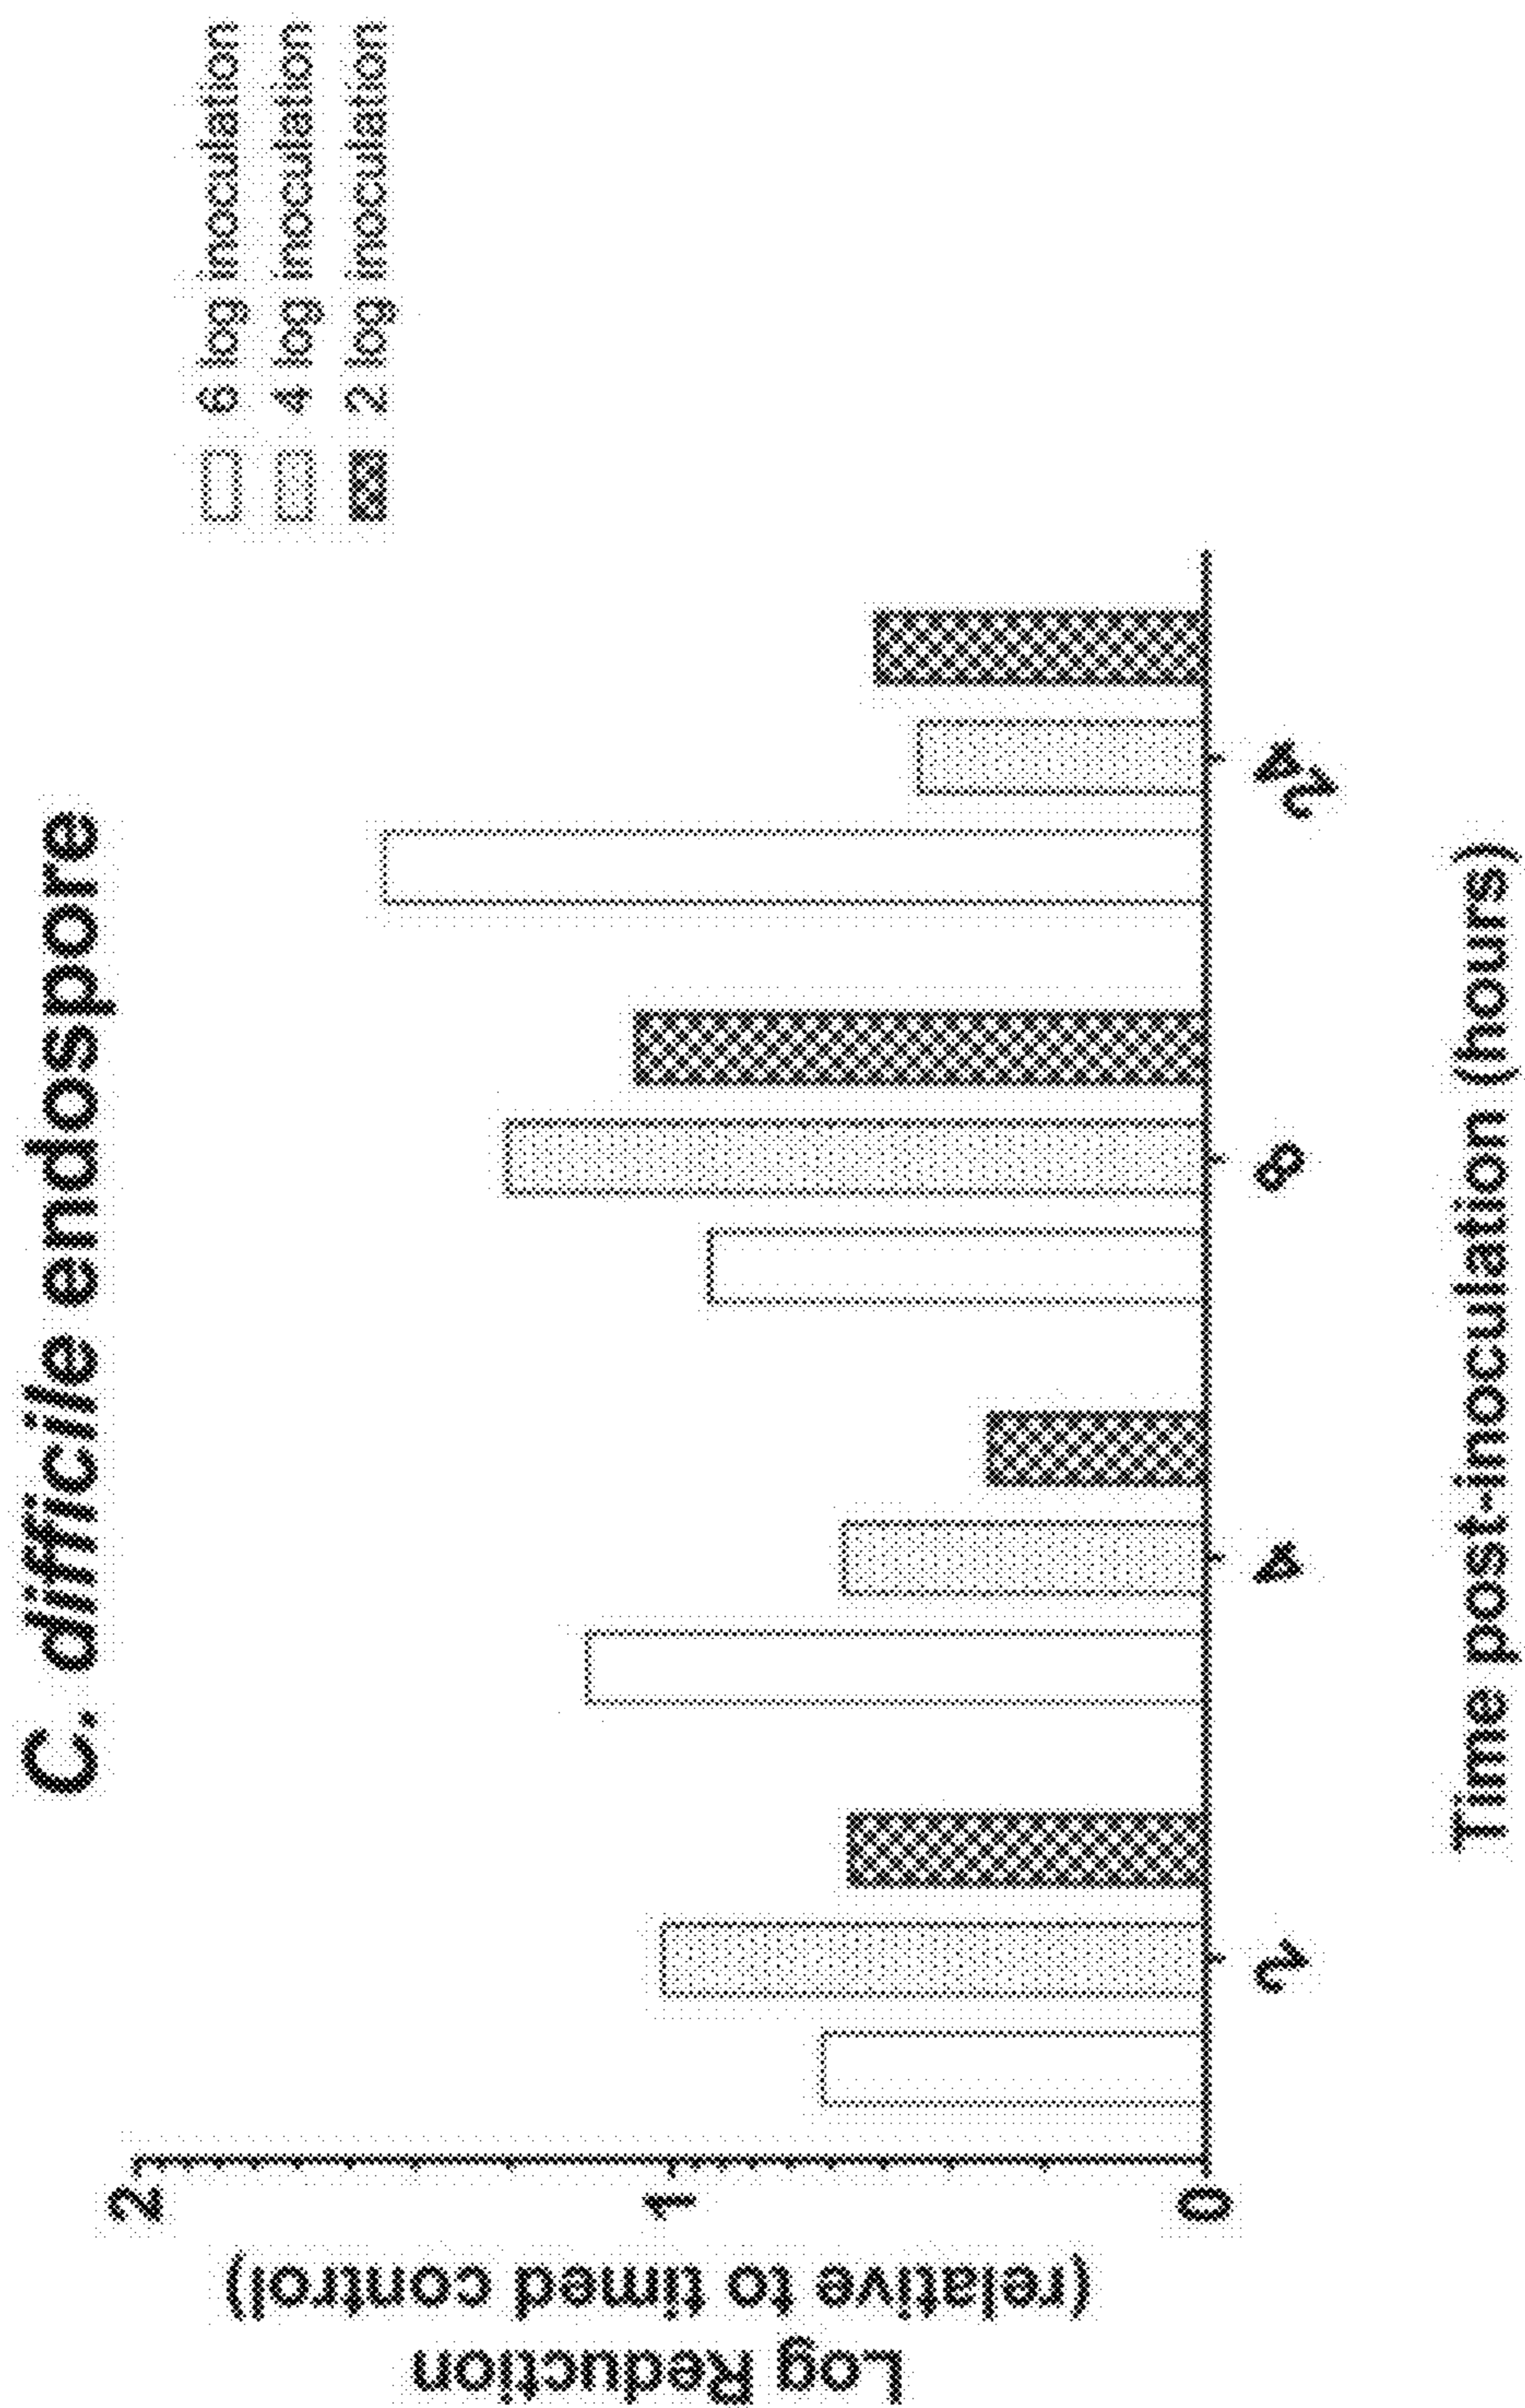 C. difficile endospore
6 log inoculation
4 log inoculation
2 log inoculation
Log Reduction
(relative to timed control)
2
1
0
2
4
8
24
Time post-inoculation (hours)